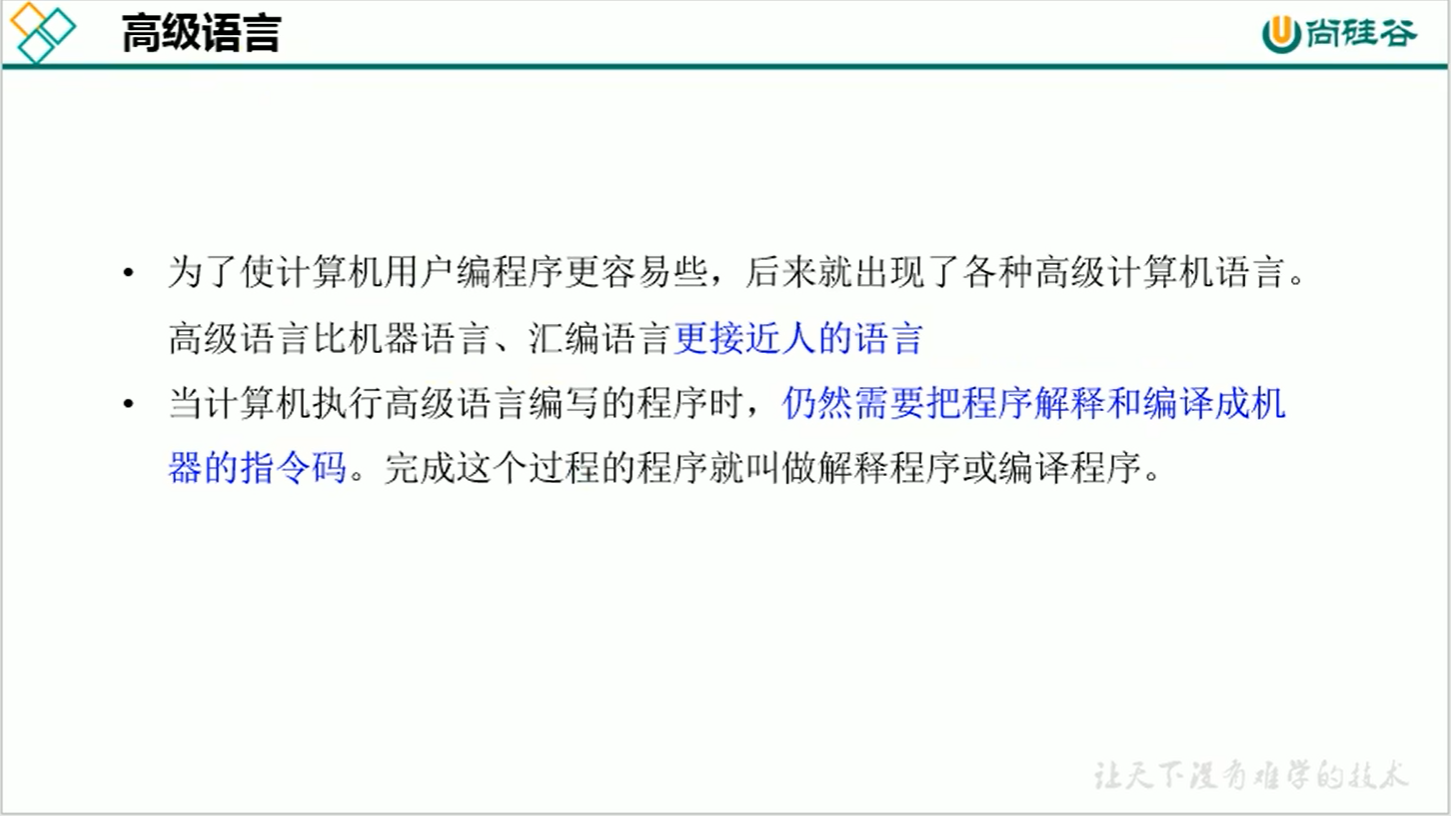 高级语言
尚硅谷
• 为了使计算机用户编程序更容易些，后来就出现了各种高级计算机语言。
高级语言比机器语言、汇编语言更接近人的语言
• 当计算机执行高级语言编写的程序时，仍然需要把程序解释和编译成机
器的指令码。完成这个过程的程序就叫做解释程序或编译程序。
让天下没有难学的技术